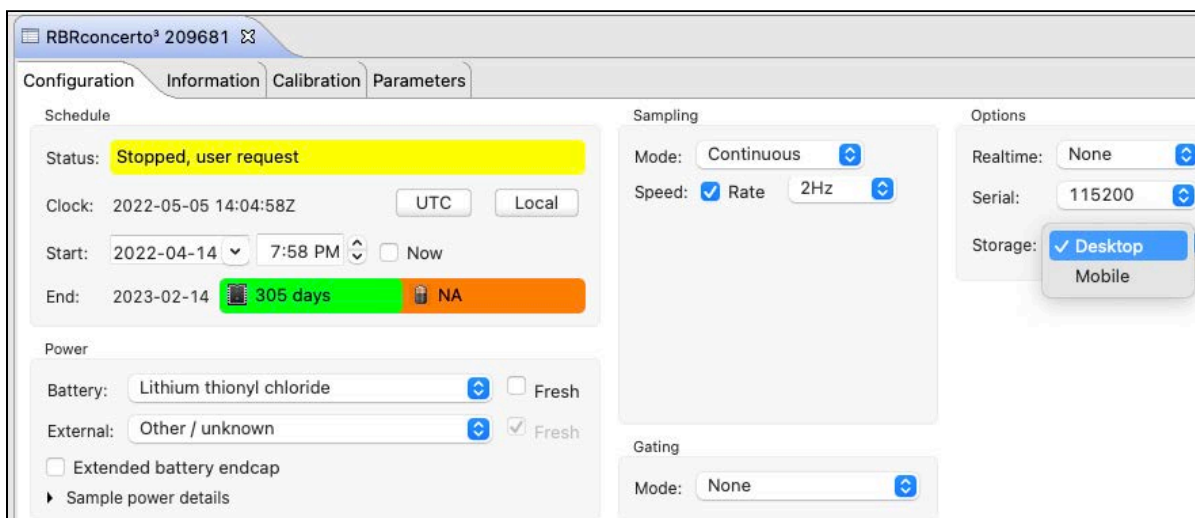 RBRconcerto³ 209681
Configuration Information Calibration Parameters
Schedule
Status: Stopped, user request
Clock: 2022-05-05 14:04:58Z UTC Local
Start: 2022-04-14 7:58 PM Now
End: 2023-02-14 305 days NA
Power
Battery: Lithium thionyl chloride Fresh
External: Other / unknown Fresh
Extended battery endcap
Sample power details
Sampling
Mode: Continuous
Speed: Rate 2Hz
Gating
Mode: None
Options
Realtime: None
Serial: 115200
Storage: Desktop
Mobile